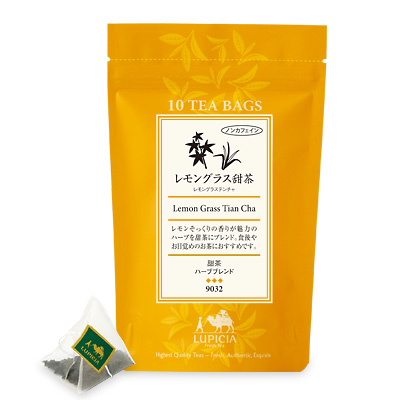 10 TEA BAGS
ノンカフェイン
レモングラス甜茶
レモングラステンチャ
Lemon Grass Tian Cha
レモンそっくりの香りが魅力の
ハーブを甜茶にブレンド。食後や
お目覚めのお茶におすすめです。
甜茶
ハーブブレンド
9032
LUPICIA
LUPICIA
Highest Quality Teas – Fresh, Authentic, Exquisite